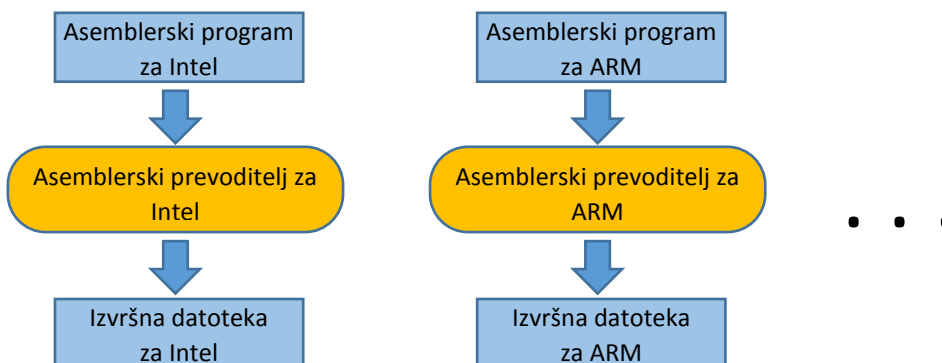 Asemblerski program
za Intel
Asemblerski program
za ARM
Asemblerski prevoditelj za
Intel
Asemblerski prevoditelj za
ARM
. . .
Izvršna datoteka
za Intel
Izvršna datoteka
za ARM